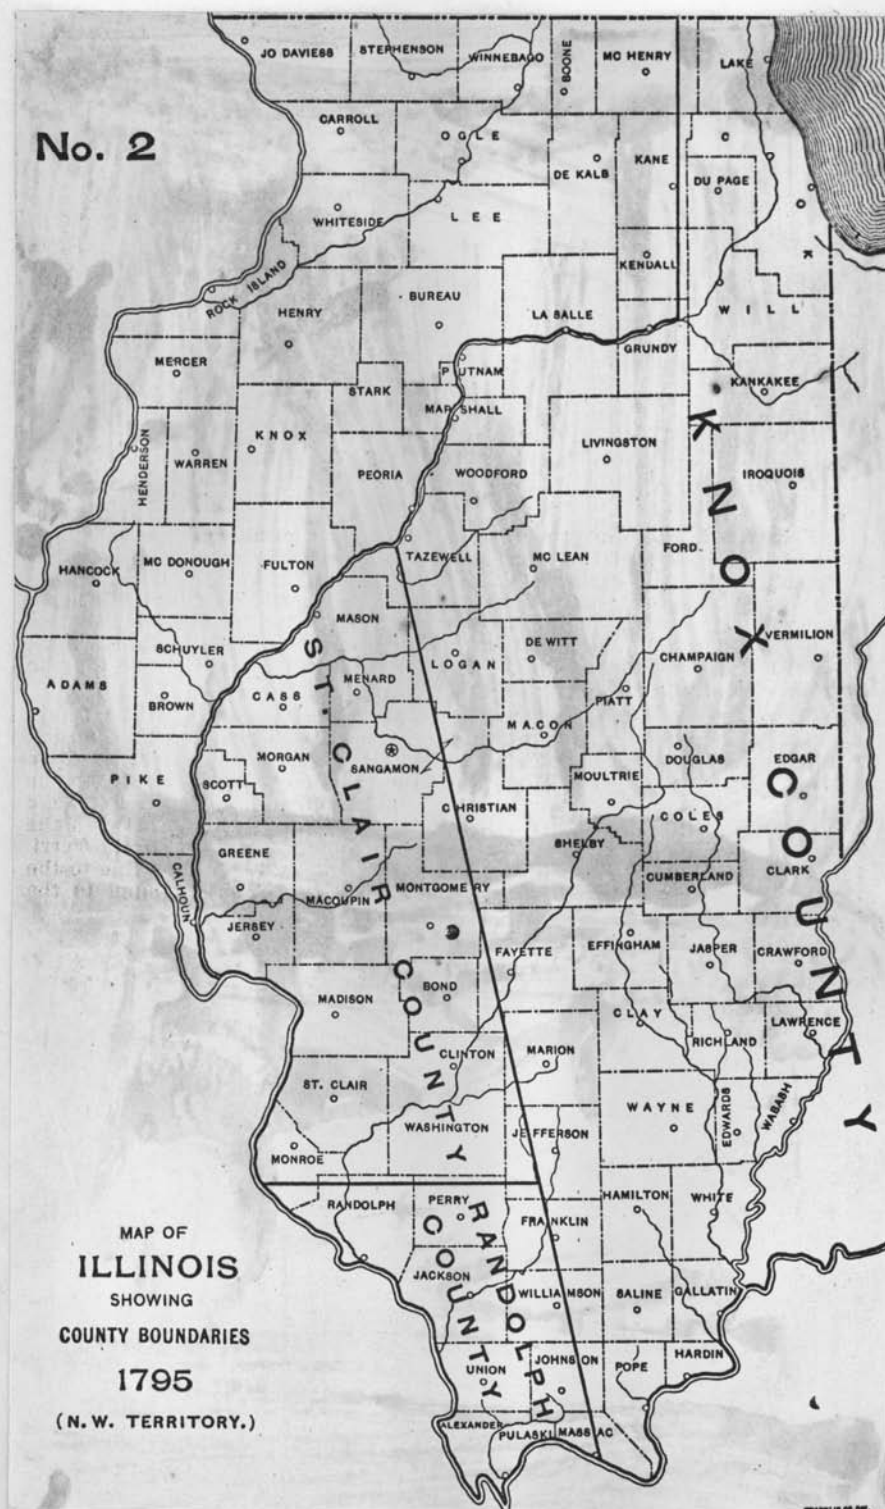 No. 2
JO DAVIESS
STEPHENSON
WINNEBAGO
BOONE
MC HENRY
LAKE
CARROLL
OGLE
DE KALB
KANE
COOK
DU PAGE
WHITESIDE
LEE
KENDALL
ROCK ISLAND
HENRY
BUREAU
LA SALLE
WILL
GRUNDY
MERCER
STARK
PUTNAM
MARSHALL
KANKAKEE
HENDERSON
WARREN
KNOX
PEORIA
WOODFORD
LIVINGSTON
IROQUOIS
HANCOCK
MC DONOUGH
FULTON
TAZEWELL
MC LEAN
FORD
MASON
SCHUYLER
LOGAN
DE WITT
CHAMPAIGN
VERMILION
ADAMS
BROWN
CASS
MENARD
PIATT
MACON
PIKE
SCOTT
MORGAN
SANGAMON
CHRISTIAN
MOULTRIE
DOUGLAS
EDGAR
GREENE
SHELBY
COLES
CALHOUN
JERSEY
MACOUPIN
MONTGOMERY
CUMBERLAND
CLARK
FAYETTE
EFFINGHAM
JASPER
CRAWFORD
MADISON
BOND
CLAY
RICHLAND
LAWRENCE
ST. CLAIR
CLINTON
MARION
WAYNE
EDWARDS
WABASH
MONROE
WASHINGTON
JEFFERSON
RANDOLPH
PERRY
HAMILTON
WHITE
FRANKLIN
JACKSON
WILLIAMSON
SALINE
GALLATIN
UNION
JOHNSON
POPE
HARDIN
ALEXANDER
PULASKI
MASSAC
KNOX COUNTY
ST. CLAIR COUNTY
RANDOLPH COUNTY
MAP OF
ILLINOIS
SHOWING
COUNTY BOUNDARIES
1795
(N. W. TERRITORY.)